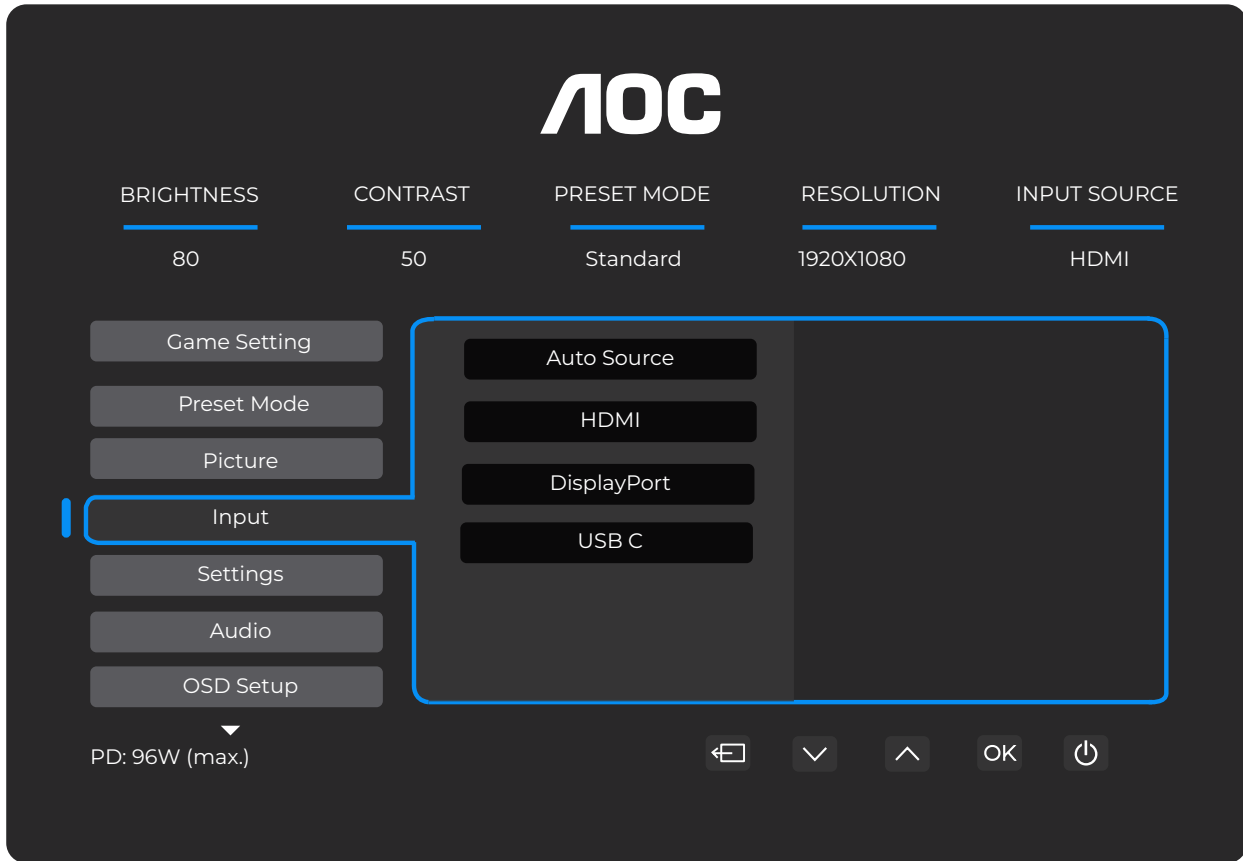 AOC
BRIGHTNESS CONTRAST PRESET MODE RESOLUTION INPUT SOURCE
80 50 Standard 1920X1080 HDMI
Game Setting
Preset Mode
Picture
Input
Settings
Audio
OSD Setup
Auto Source
HDMI
DisplayPort
USB C
PD: 96W (max.)
OK